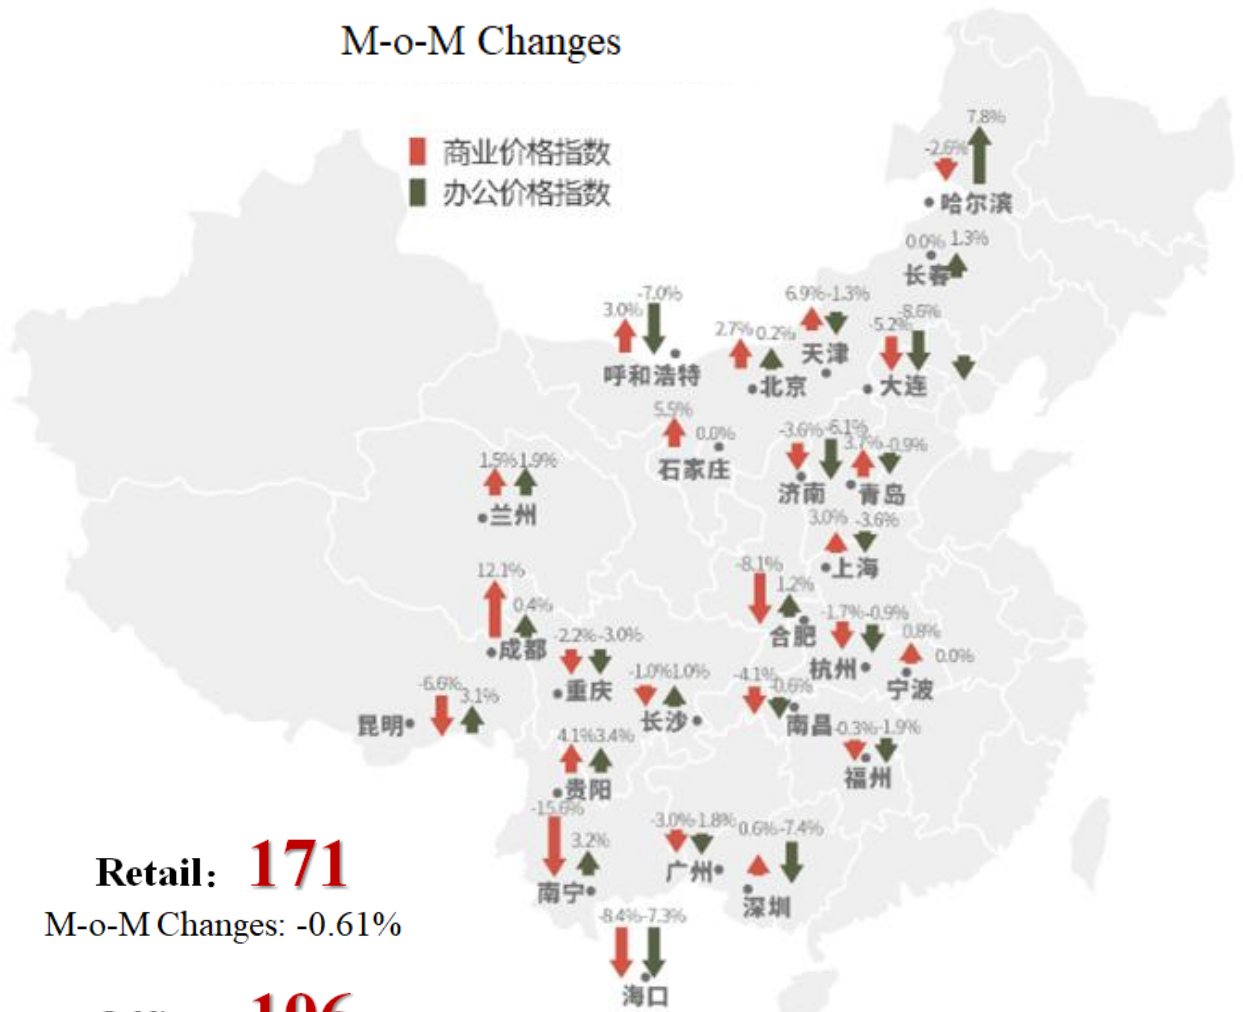 M-o-M Changes
商业价格指数
办公价格指数
-2.6% 7.8%
哈尔滨
0.0% 1.3%
长春
3.0% -7.0%
呼和浩特
2.7% 0.2%
北京
6.9% -1.3%
天津
-5.2% -8.6%
大连
5.5% 0.0%
石家庄
-3.6% -6.1%
济南
3.7% -0.9%
青岛
1.5% 1.9%
兰州
3.0% -3.6%
上海
-8.1% 1.2%
合肥
12.1% 0.4%
成都
-1.7% -0.9%
杭州
0.8% 0.0%
宁波
-2.2% -3.0%
重庆
-1.0% 1.0%
长沙
-4.1% -0.6%
南昌
-6.6% 3.1%
昆明
-0.3% -1.9%
福州
4.1% 3.4%
贵阳
-15.6% 3.2%
南宁
-3.0% -1.8%
广州
0.6% -7.4%
深圳
-8.4% -7.3%
海口
Retail: 171
M-o-M Changes: -0.61%